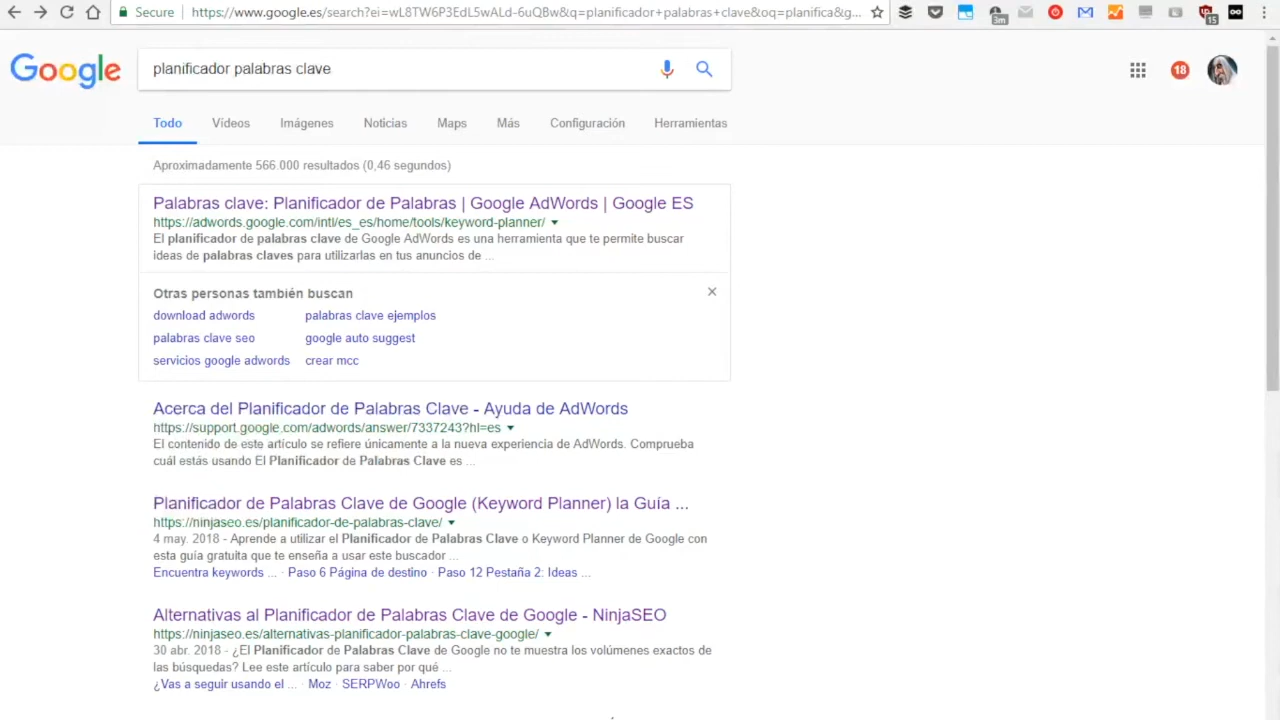 Secure https://www.google.es/search?ei=wL8TW6P3EdL5wALd-6uQBw&q=planificador+palabras+clave&oq=planifica&g...
3m
15
Google
planificador palabras clave
18
Todo Vídeos Imágenes Noticias Maps Más Configuración Herramientas
Aproximadamente 566.000 resultados (0,46 segundos)
Palabras clave: Planificador de Palabras | Google AdWords | Google ES
https://adwords.google.com/intl/es_es/home/tools/keyword-planner/
El planificador de palabras clave de Google AdWords es una herramienta que te permite buscar
ideas de palabras claves para utilizarlas en tus anuncios de ...
Otras personas también buscan
download adwords palabras clave ejemplos
palabras clave seo google auto suggest
servicios google adwords crear mcc
Acerca del Planificador de Palabras Clave - Ayuda de AdWords
https://support.google.com/adwords/answer/7337243?hl=es
El contenido de este artículo se refiere únicamente a la nueva experiencia de AdWords. Comprueba
cuál estás usando El Planificador de Palabras Clave es ...
Planificador de Palabras Clave de Google (Keyword Planner) la Guía ...
https://ninjaseo.es/planificador-de-palabras-clave/
4 may. 2018 - Aprende a utilizar el Planificador de Palabras Clave o Keyword Planner de Google con
esta guía gratuita que te enseña a usar este buscador ...
Encuentra keywords ... · Paso 6 Página de destino · Paso 12 Pestaña 2: Ideas ...
Alternativas al Planificador de Palabras Clave de Google - NinjaSEO
https://ninjaseo.es/alternativas-planificador-palabras-clave-google/
30 abr. 2018 - ¿El Planificador de Palabras Clave de Google no te muestra los volúmenes exactos de
las búsquedas? Lee este artículo para saber por qué ...
¿Vas a seguir usando el ... · Moz · SERPWoo · Ahrefs